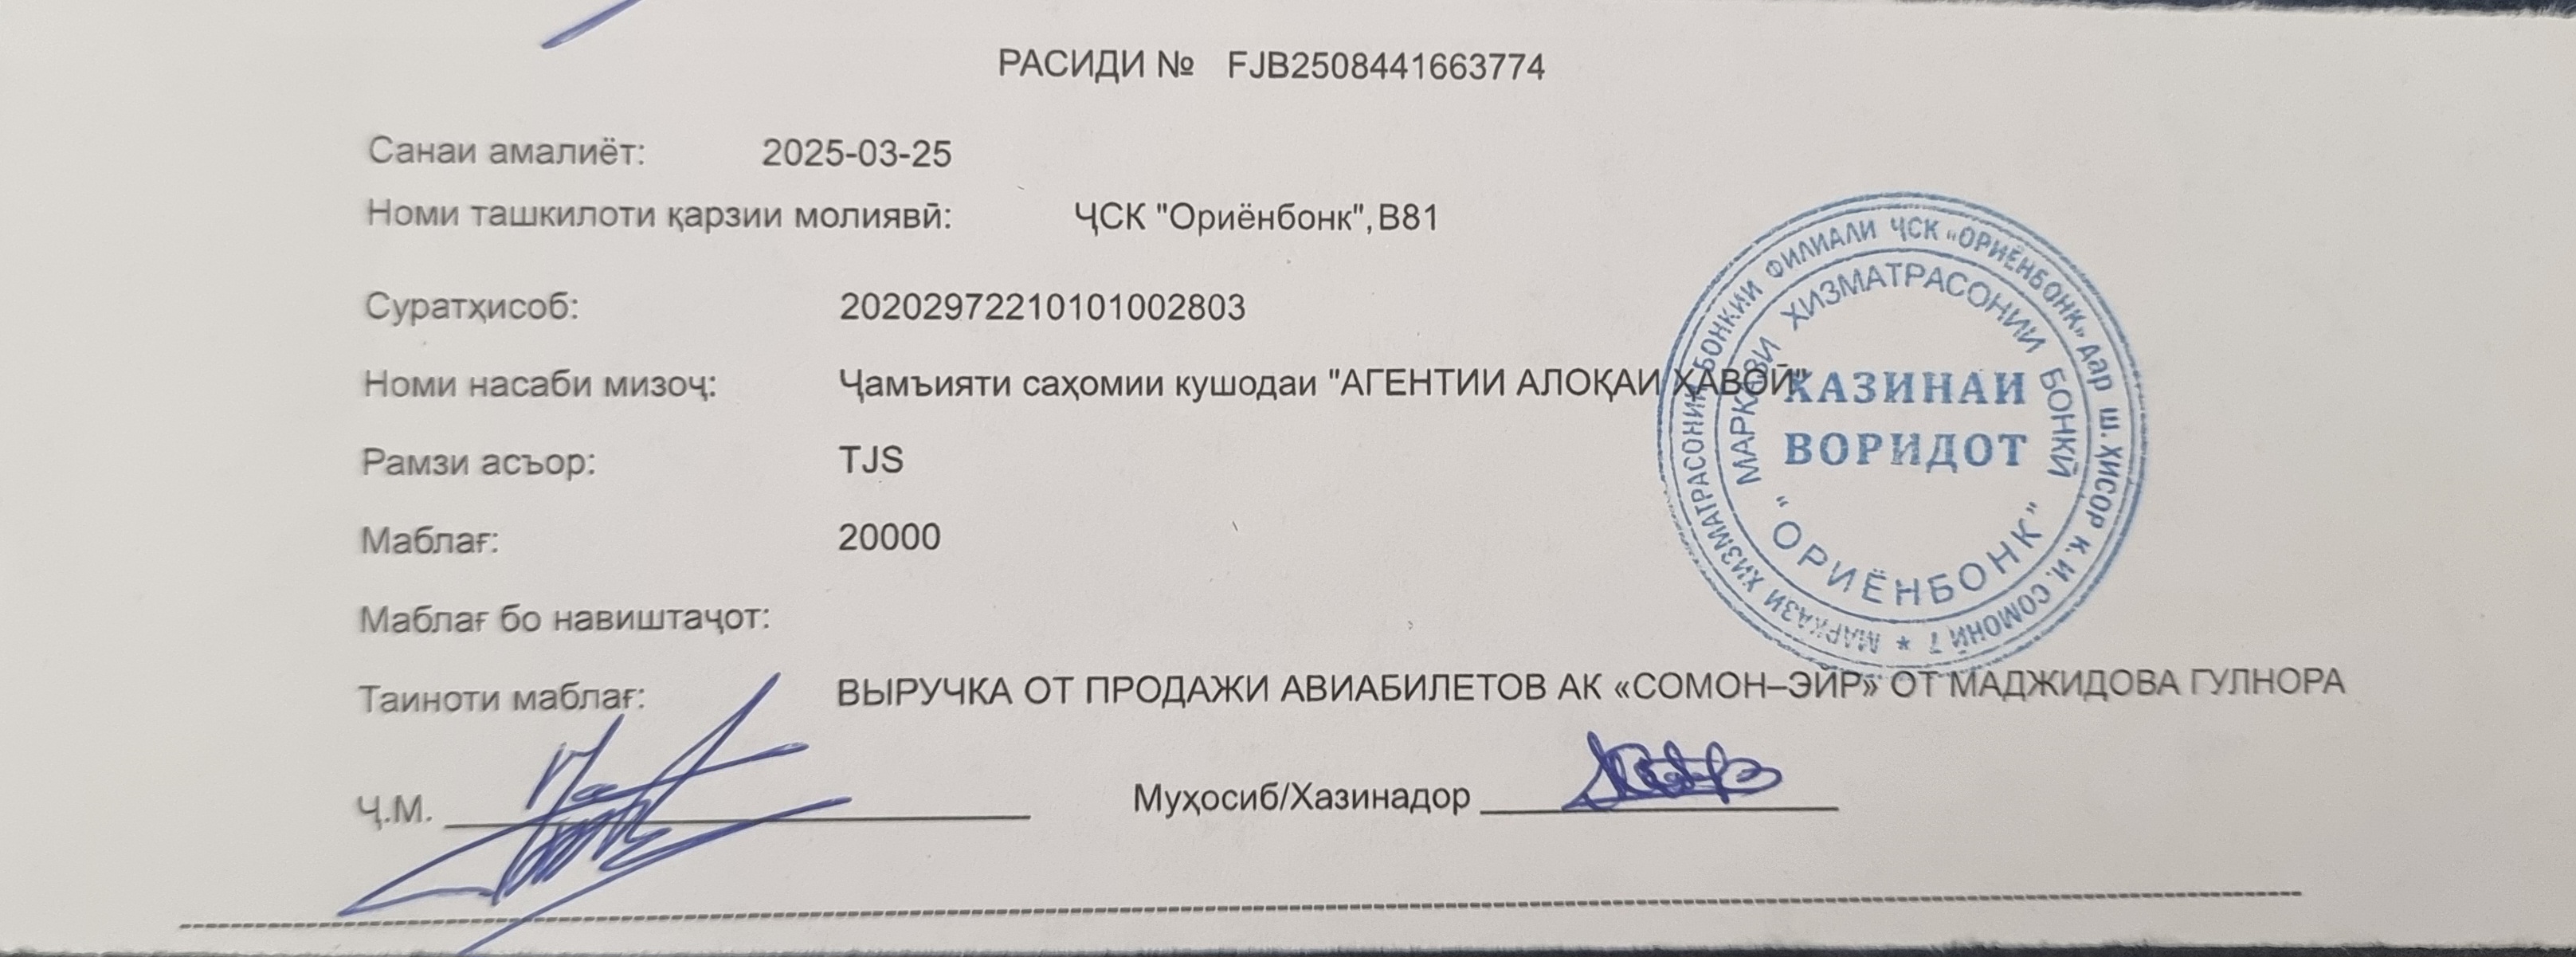 РАСИДИ № FJB2508441663774
Санаи амалиёт: 2025-03-25
Номи ташкилоти қарзии молиявӣ: ҶСК "Ориёнбонк",B81
Суратҳисоб: 20202972210101002803
Номи насаби мизоҷ: Ҷамъияти саҳомии кушодаи "АГЕНТИИ АЛОҚАИ ҲАВОӢ"
Рамзи асъор: TJS
Маблағ: 20000
Маблағ бо навиштаҷот:
Таиноти маблағ: ВЫРУЧКА ОТ ПРОДАЖИ АВИАБИЛЕТОВ АК «СОМОН–ЭЙР» ОТ МАДЖИДОВА ГУЛНОРА
Ҷ.М. Муҳосиб/Хазинадор
МАРКАЗИ ХИЗМАТРАСОНИИ БОНКИИ ФИЛИАЛИ ҶСК «ОРИЁНБОНК» дар ш. ҲИСОР К. И. СОМОНӢ 7 *
МАРКАЗИ ХИЗМАТРАСОНИИ БОНКӢ
"ОРИЁНБОНК"
ХАЗИНАИ
ВОРИДОТ